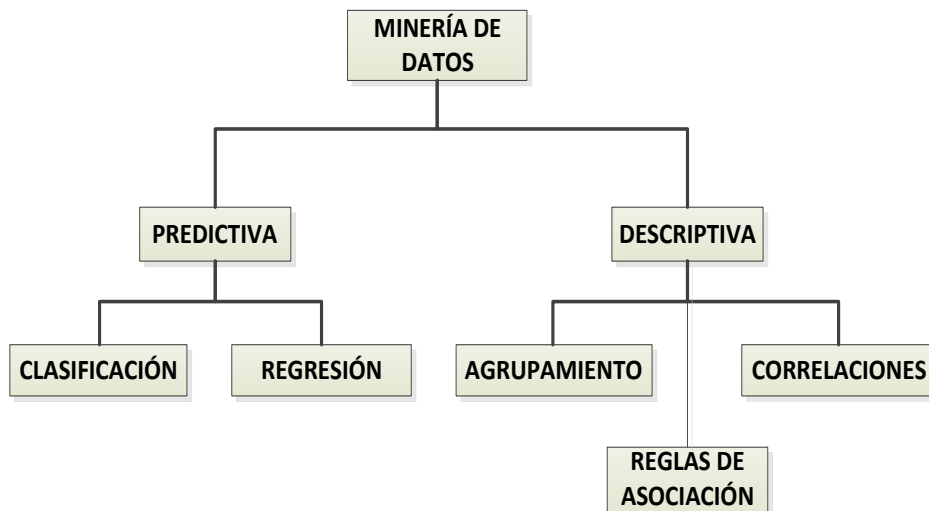 MINERÍA DE
DATOS
PREDICTIVA
DESCRIPTIVA
CLASIFICACIÓN
REGRESIÓN
AGRUPAMIENTO
CORRELACIONES
REGLAS DE
ASOCIACIÓN